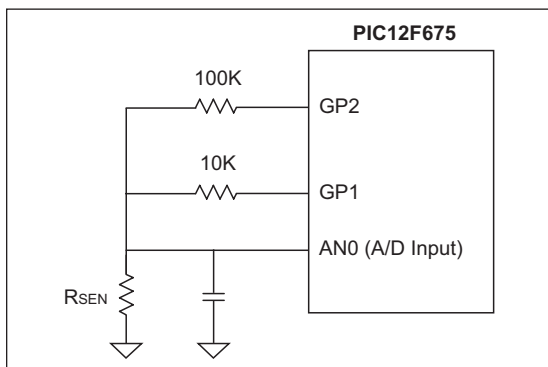 PIC12F675
100K
GP2
10K
GP1
AN0 (A/D Input)
RSEN